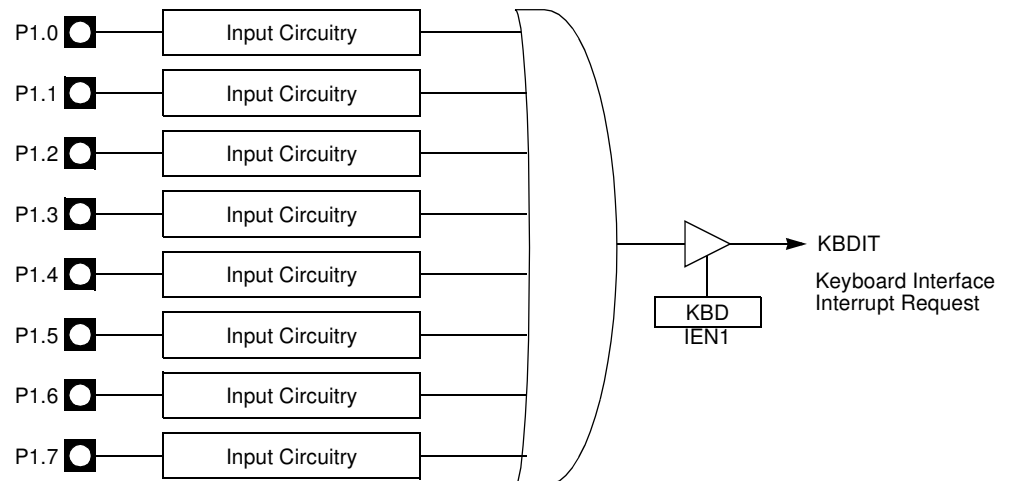 P1.0 Input Circuitry
P1.1 Input Circuitry
P1.2 Input Circuitry
P1.3 Input Circuitry
P1.4 Input Circuitry
P1.5 Input Circuitry
P1.6 Input Circuitry
P1.7 Input Circuitry
KBDIT
Keyboard Interface
Interrupt Request
KBD
IEN1